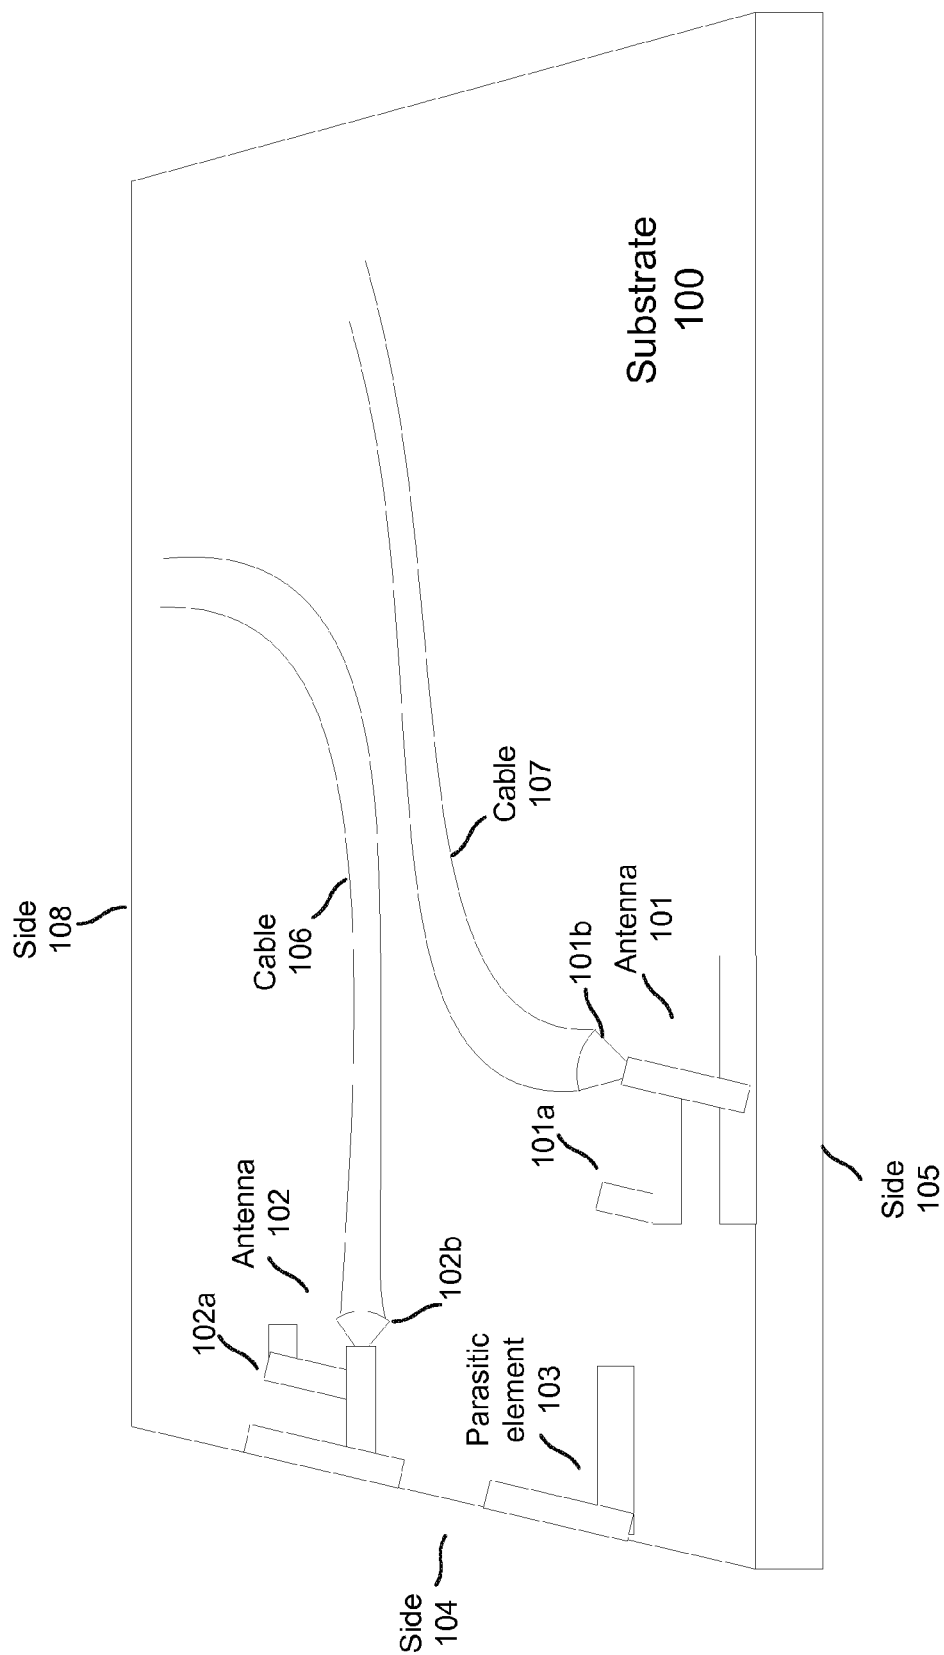 Side
108
Cable
106
Antenna
102
102a
102b
Side
104
Parasitic
element
103
Substrate
100
Cable
107
101b
Antenna
101
101a
Side
105